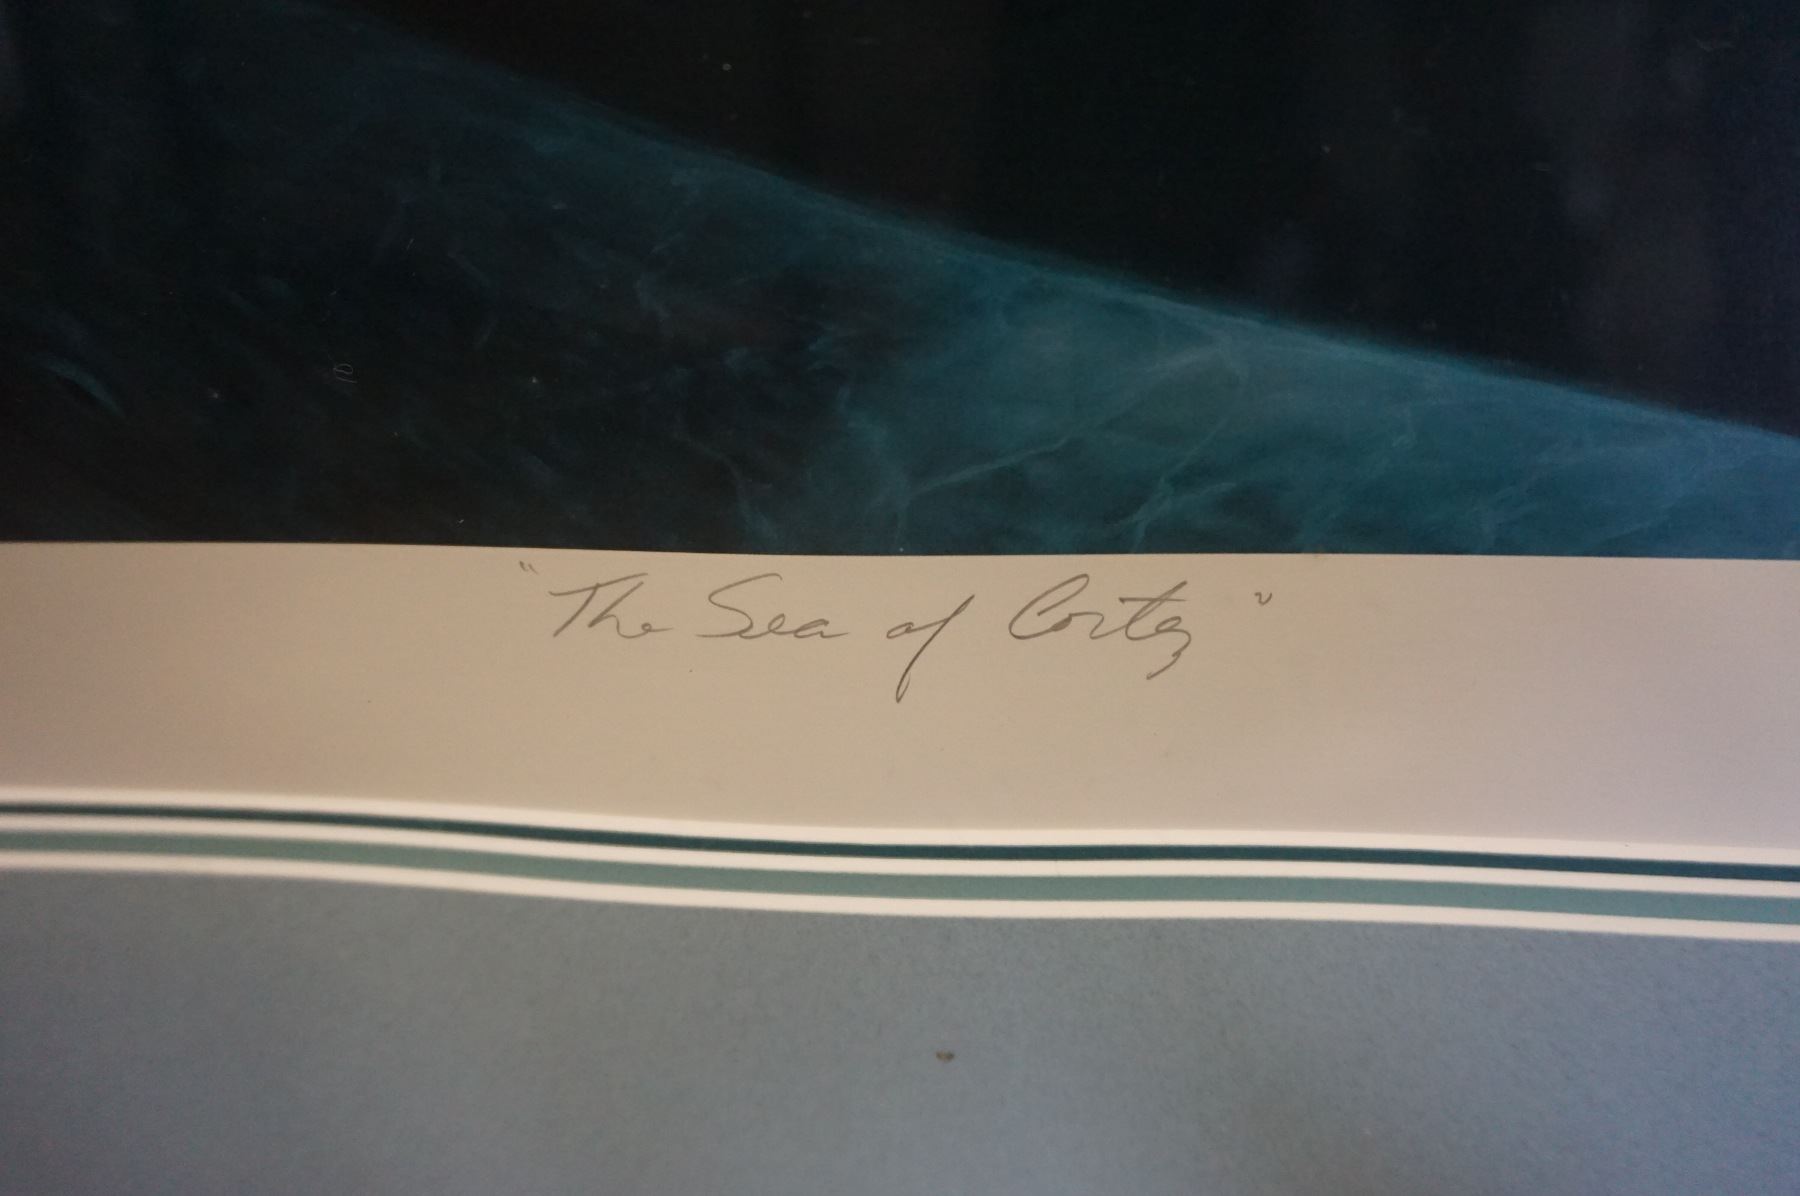 "The Sea of Cortez"